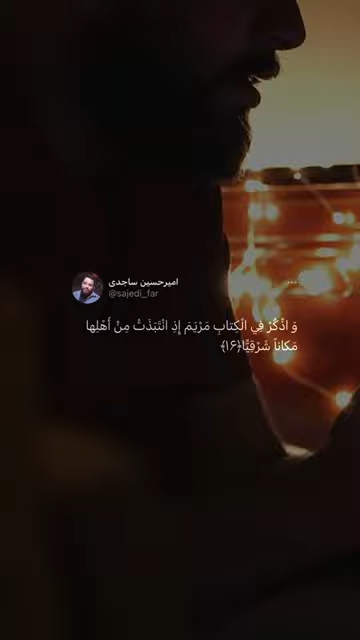 امیرحسین ساجدی
@sajedi_far
وَ اذْكُرْ فِي الْكِتابِ مَرْيَمَ إِذِ انْتَبَذَتْ مِنْ أَهْلِها
مَكاناً شَرْقِيًّا﴿۱۶﴾